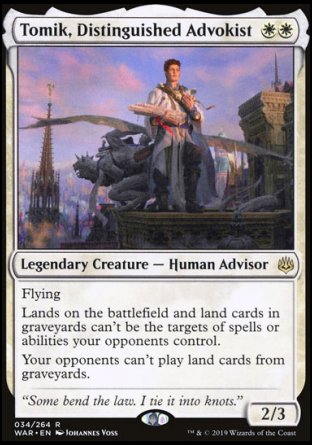 Tomik, Distinguished Advokist
Legendary Creature — Human Advisor
Flying
Lands on the battlefield and land cards in
graveyards can't be the targets of spells or
abilities your opponents control.
Your opponents can't play land cards from
graveyards.
"Some bend the law. I tie it into knots."
2/3
034/264 R
WAR • EN Johannes Voss
™ & © 2019 Wizards of the Coast